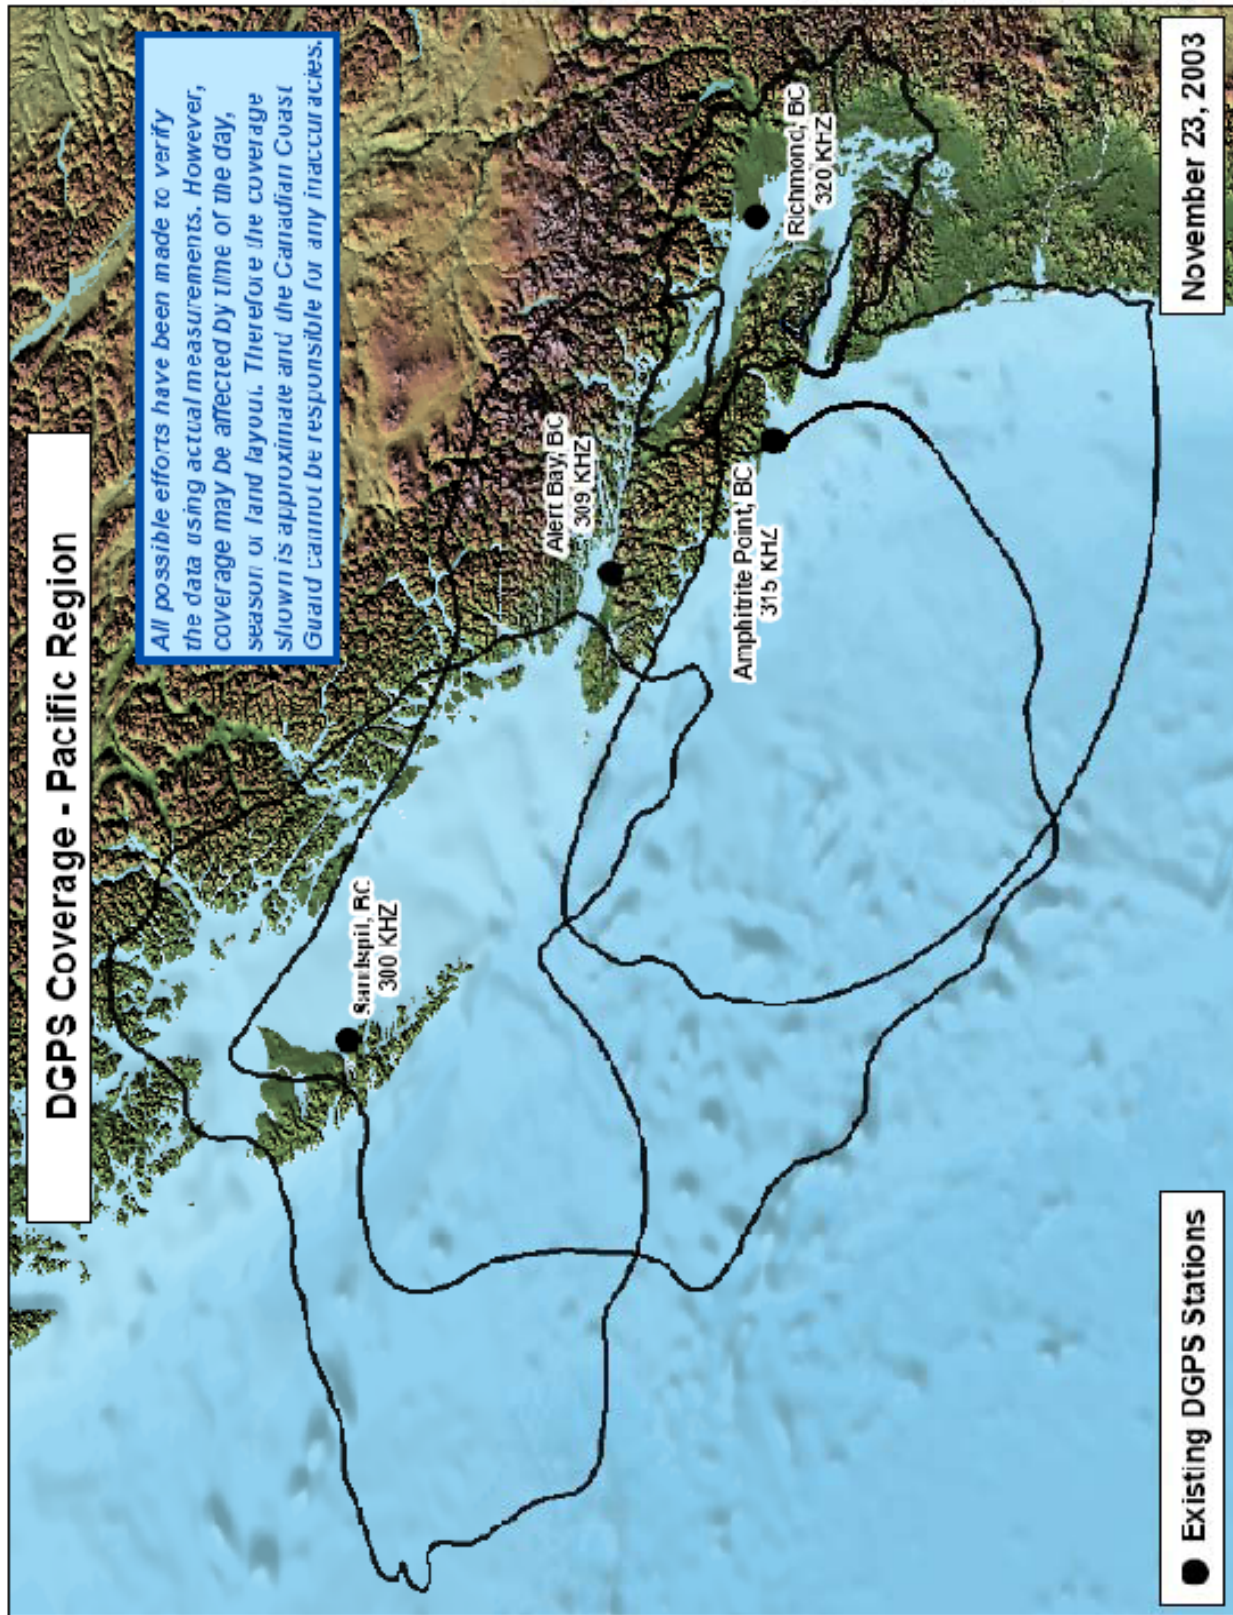 DGPS Coverage - Pacific Region
All possible efforts have been made to verify
the data using actual measurements. However,
coverage may be affected by time of the day,
season or land layout. Therefore the coverage
shown is approximate and the Canadian Coast
Guard cannot be responsible for any inaccuracies.
Sandspit, BC
300 KHZ
Alert Bay, BC
309 KHZ
Amphitrite Point, BC
315 KHZ
Richmond, BC
320 KHZ
Existing DGPS Stations
November 23, 2003